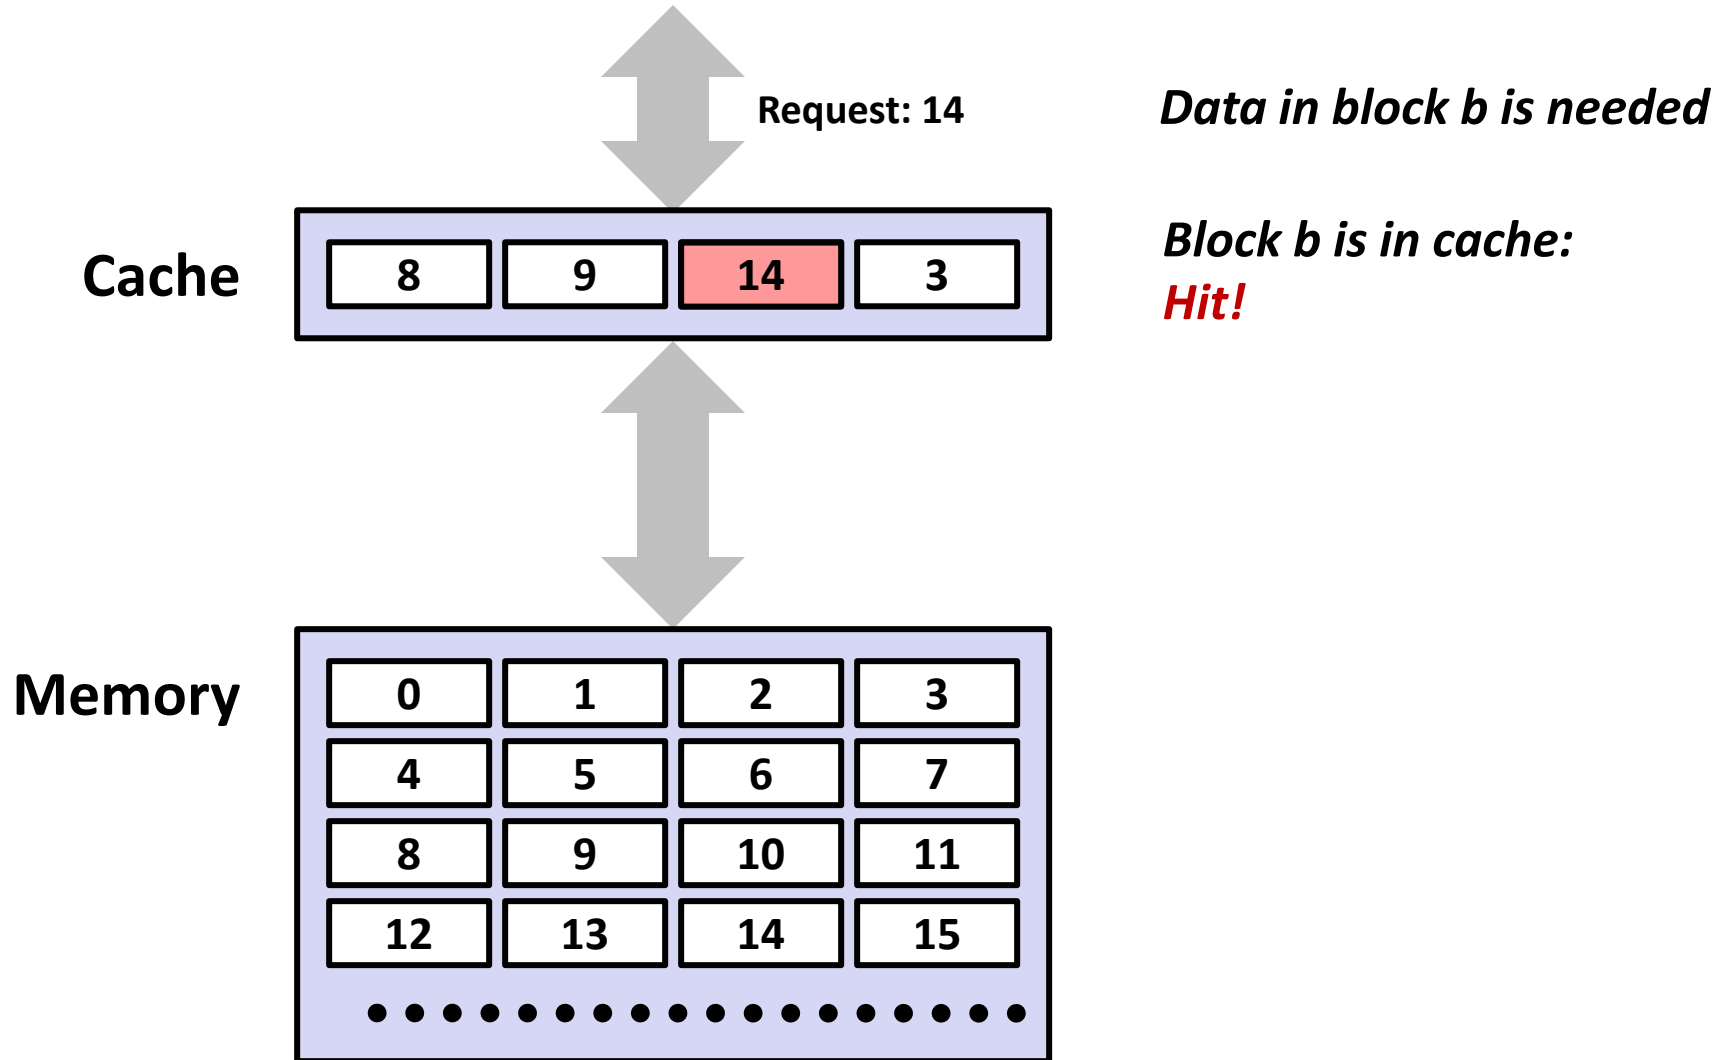 Request: 14
Data in block b is needed
Cache
8 9 14 3
Block b is in cache:
Hit!
Memory
0 1 2 3
4 5 6 7
8 9 10 11
12 13 14 15